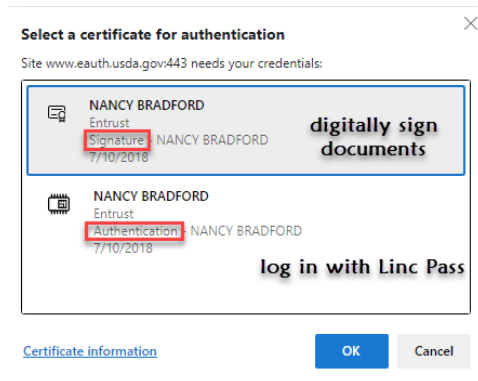 Select a certificate for authentication
Site www.eauth.usda.gov:443 needs your credentials:
NANCY BRADFORD
Entrust
Signature - NANCY BRADFORD
7/10/2018
digitally sign
documents
NANCY BRADFORD
Entrust
Authentication - NANCY BRADFORD
7/10/2018
log in with Linc Pass
Certificate information
OK
Cancel